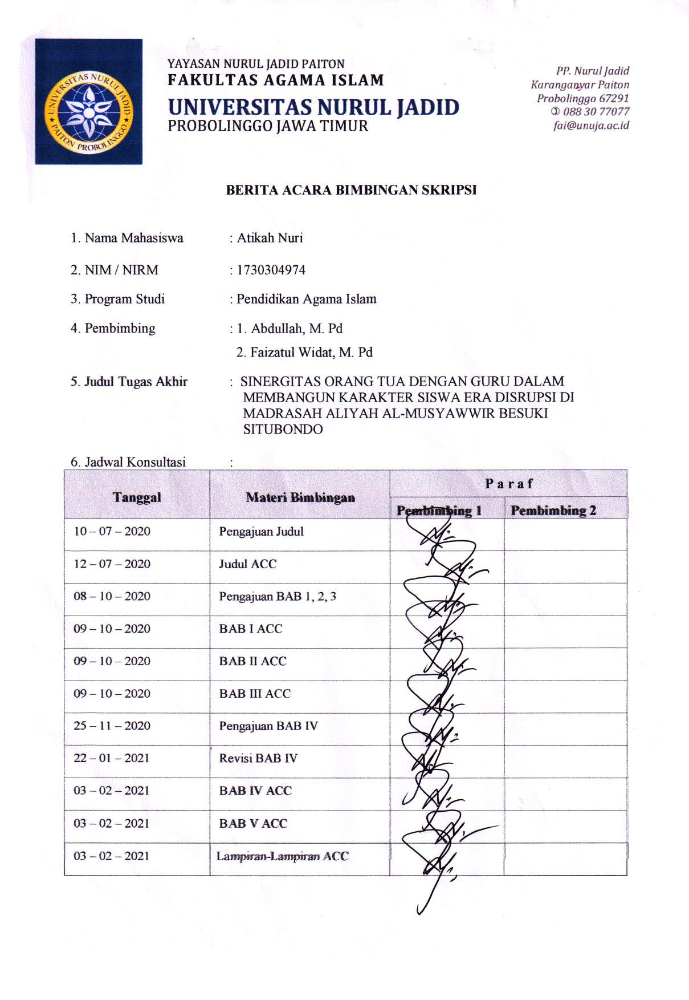 UNIVERSITAS NURUL JADID
PAITON PROBOLINGGO
YAYASAN NURUL JADID PAITON
FAKULTAS AGAMA ISLAM
UNIVERSITAS NURUL JADID
PROBOLINGGO JAWA TIMUR
PP. Nurul Jadid
Karanganyar Paiton
Probolinggo 67291
✆ 088 30 77077
fai@unuja.ac.id
BERITA ACARA BIMBINGAN SKRIPSI
1. Nama Mahasiswa : Atikah Nuri
2. NIM / NIRM : 1730304974
3. Program Studi : Pendidikan Agama Islam
4. Pembimbing : 1. Abdullah, M. Pd
2. Faizatul Widat, M. Pd
5. Judul Tugas Akhir : SINERGITAS ORANG TUA DENGAN GURU DALAM
MEMBANGUN KARAKTER SISWA ERA DISRUPSI DI
MADRASAH ALIYAH AL-MUSYAWWIR BESUKI
SITUBONDO
6. Jadwal Konsultasi :
Tanggal Materi Bimbingan P a r a f
Pembimbing 1 Pembimbing 2
10 – 07 – 2020 Pengajuan Judul
12 – 07 – 2020 Judul ACC
08 – 10 – 2020 Pengajuan BAB 1, 2, 3
09 – 10 – 2020 BAB I ACC
09 – 10 – 2020 BAB II ACC
09 – 10 – 2020 BAB III ACC
25 – 11 – 2020 Pengajuan BAB IV
22 – 01 – 2021 Revisi BAB IV
03 – 02 – 2021 BAB IV ACC
03 – 02 – 2021 BAB V ACC
03 – 02 – 2021 Lampiran-Lampiran ACC